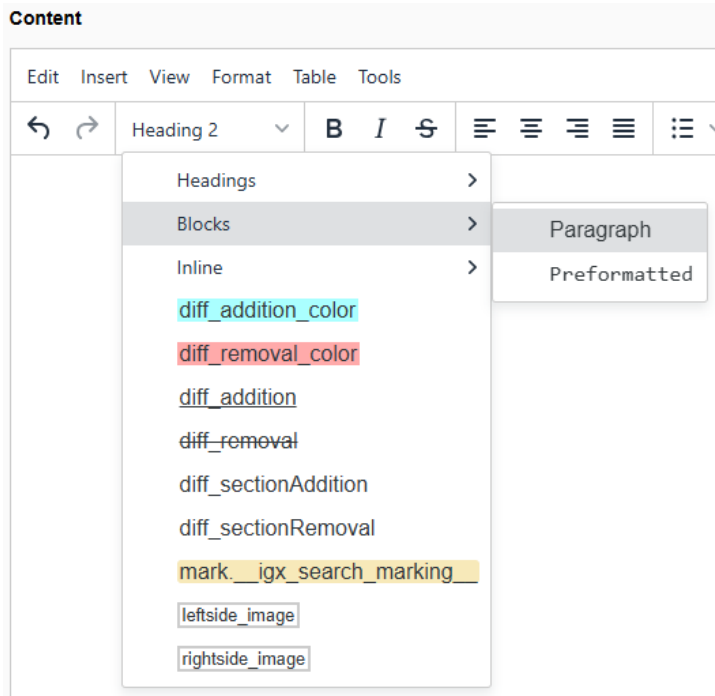 Content
Edit Insert View Format Table Tools
Heading 2 B I S
Headings
Blocks
Paragraph
Inline
Preformatted
diff_addition_color
diff_removal_color
diff_addition
diff_removal
diff_sectionAddition
diff_sectionRemoval
mark.__igx_search_marking__
leftside_image
rightside_image